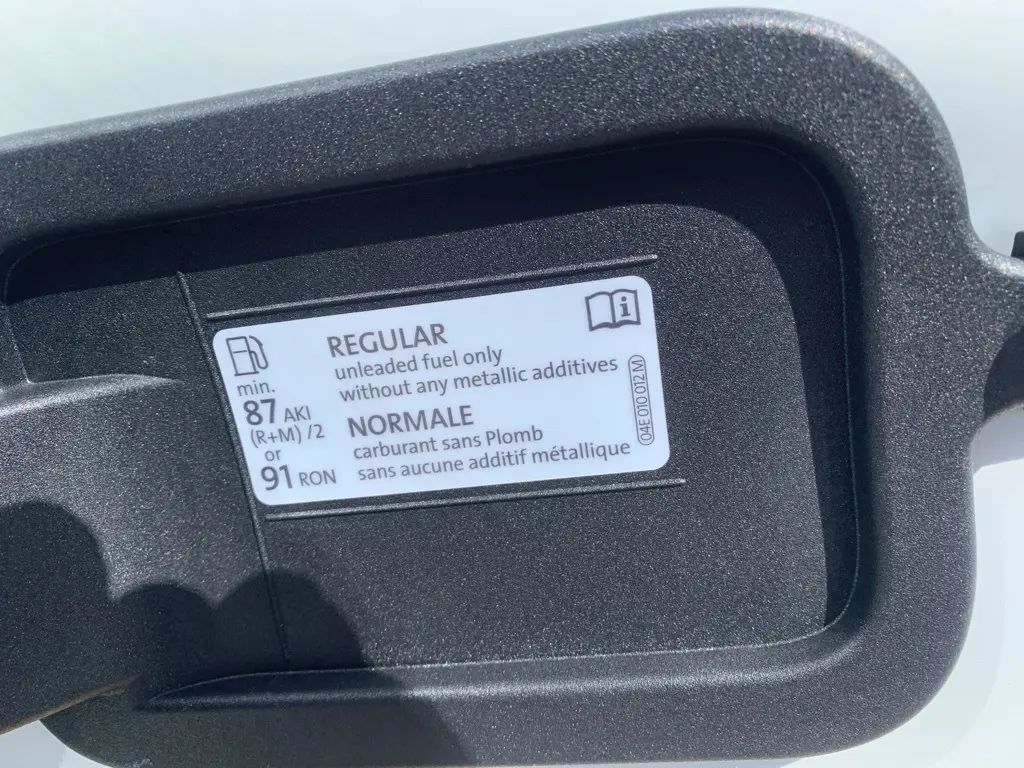 REGULAR
unleaded fuel only
without any metallic additives
min.
87 AKI
(R+M) /2
or
91 RON
NORMALE
carburant sans Plomb
sans aucune additif métallique
04E 010 012 M